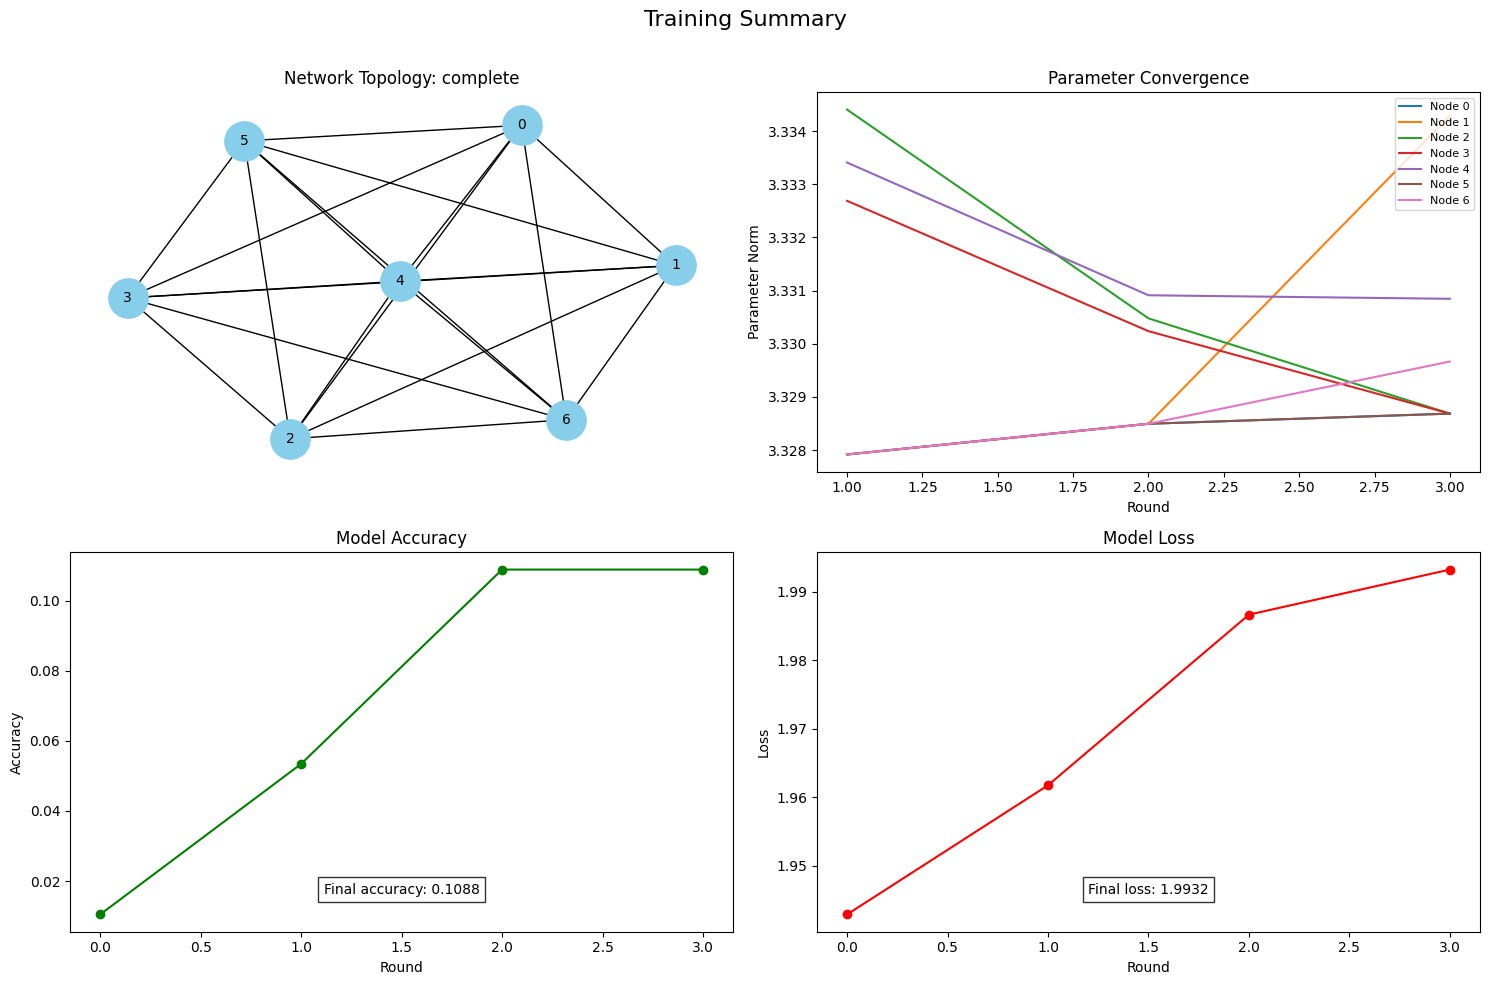 Training Summary
Network Topology: complete
5
0
1
4
3
6
2
Parameter Convergence
Parameter Norm
3.334
3.333
3.332
3.331
3.330
3.329
3.328
Node 0
Node 1
Node 2
Node 3
Node 4
Node 5
Node 6
1.00 1.25 1.50 1.75 2.00 2.25 2.50 2.75 3.00
Round
Model Accuracy
Accuracy
0.10
0.08
0.06
0.04
0.02
Final accuracy: 0.1088
0.0 0.5 1.0 1.5 2.0 2.5 3.0
Round
Model Loss
Loss
1.99
1.98
1.97
1.96
1.95
Final loss: 1.9932
0.0 0.5 1.0 1.5 2.0 2.5 3.0
Round